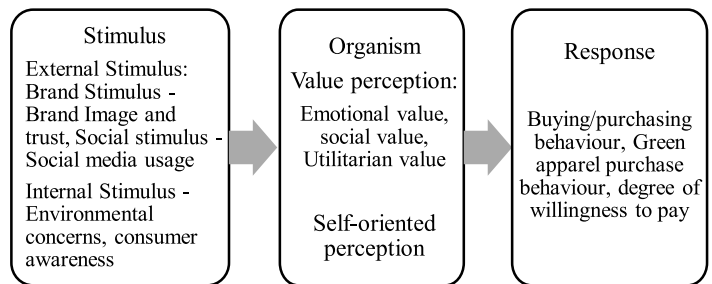 Stimulus
External Stimulus:
Brand Stimulus -
Brand Image and
trust, Social stimulus -
Social media usage
Internal Stimulus -
Environmental
concerns, consumer
awareness
Organism
Value perception:
Emotional value,
social value,
Utilitarian value
Self-oriented
perception
Response
Buying/purchasing
behaviour, Green
apparel purchase
behaviour, degree of
willingness to pay